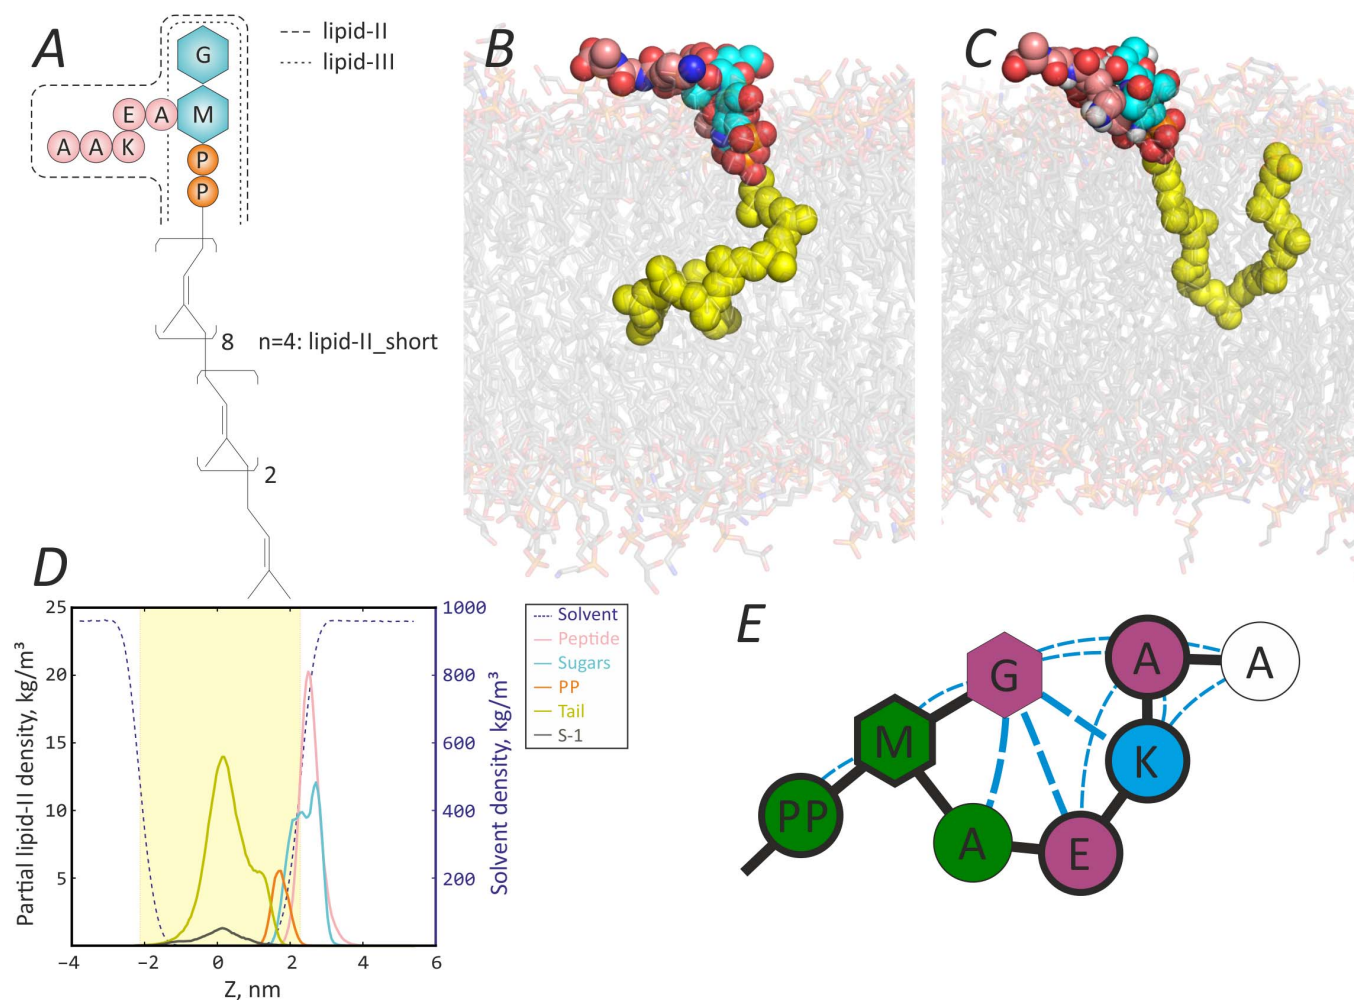 A
G
M
E A
A A K
P
P
lipid-II
lipid-III
8 n=4: lipid-II_short
2
B
C
D
25
20
15
10
5
Partial lipid-II density, kg/m³
1000
800
600
400
200
Solvent density, kg/m³
−4 −2 0 2 4 6
Z, nm
Solvent
Peptide
Sugars
PP
Tail
S-1
E
G
A
A
M
K
PP
A
E